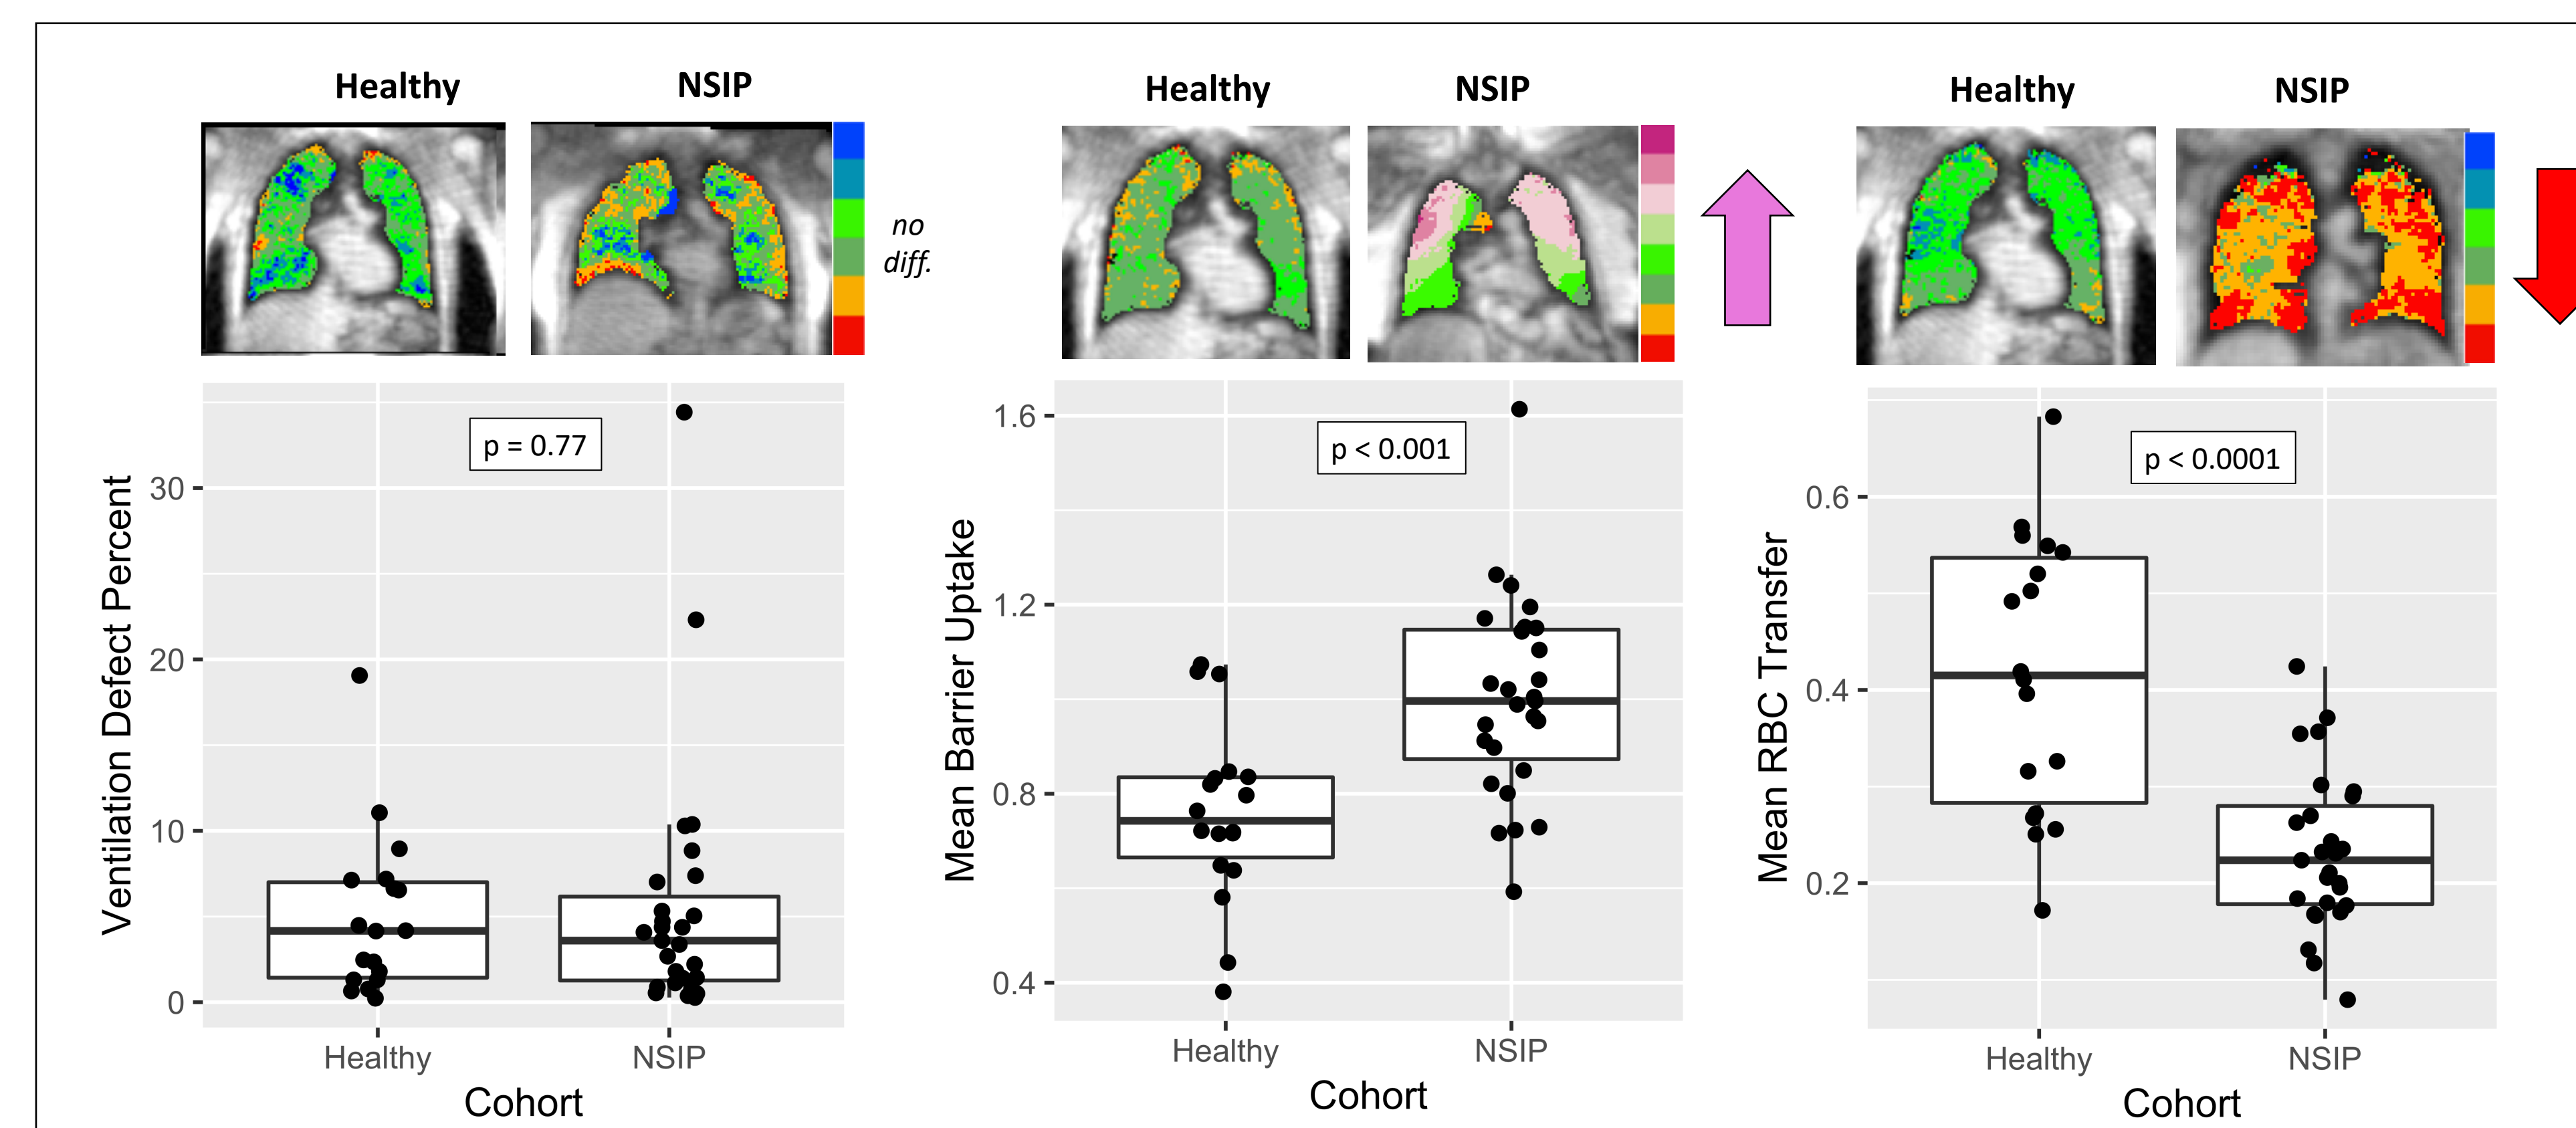 Healthy
NSIP
no
diff.
p = 0.77
Ventilation Defect Percent
30
20
10
0
Healthy
NSIP
Cohort
Healthy
NSIP
p < 0.001
Mean Barrier Uptake
1.6
1.2
0.8
0.4
Healthy
NSIP
Cohort
Healthy
NSIP
p < 0.0001
Mean RBC Transfer
0.6
0.4
0.2
Healthy
NSIP
Cohort